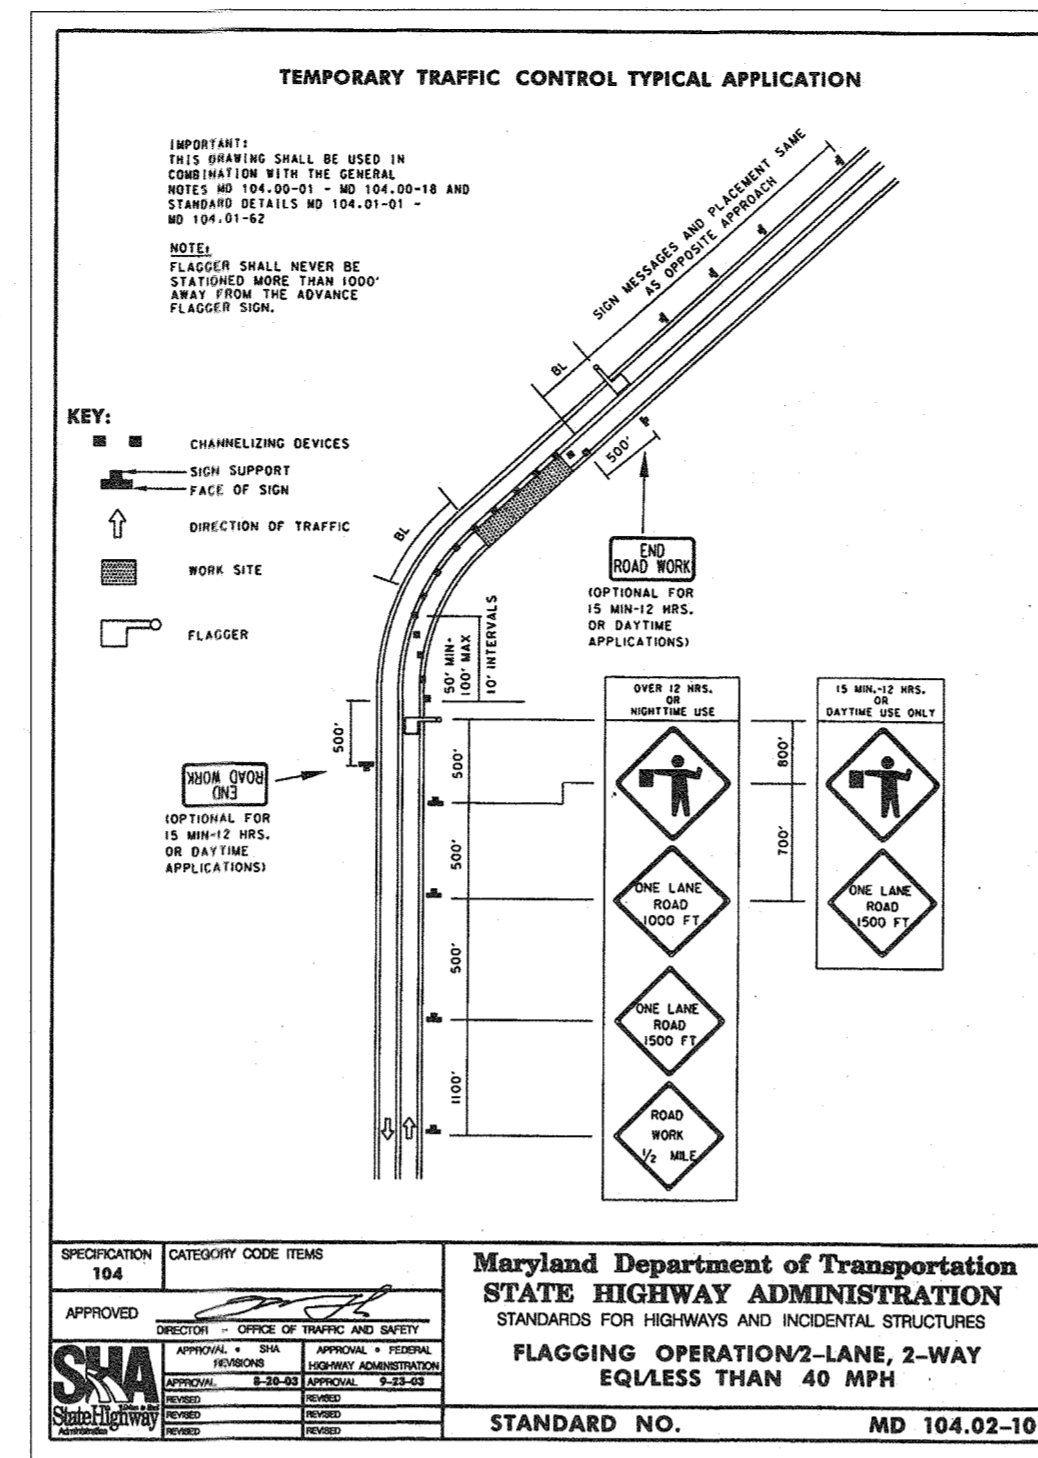 TEMPORARY TRAFFIC CONTROL TYPICAL APPLICATION
IMPORTANT:
THIS DRAWING SHALL BE USED IN
COMBINATION WITH THE GENERAL
NOTES MD 104.00-01 - MD 104.00-18 AND
STANDARD DETAILS MD 104.01-01 -
MD 104.01-62
NOTE:
FLAGGER SHALL NEVER BE
STATIONED MORE THAN 1000'
AWAY FROM THE ADVANCE
FLAGGER SIGN.
SIGN MESSAGES AND PLACEMENT SAME
AS OPPOSITE APPROACH
BL
500'
KEY:
CHANNELIZING DEVICES
SIGN SUPPORT
FACE OF SIGN
DIRECTION OF TRAFFIC
WORK SITE
FLAGGER
BL
END
ROAD WORK
(OPTIONAL FOR
15 MIN-12 HRS.
OR DAYTIME
APPLICATIONS)
50' MIN-
100' MAX
10' INTERVALS
500'
END
ROAD WORK
(OPTIONAL FOR
15 MIN-12 HRS.
OR DAYTIME
APPLICATIONS)
500'
500'
500'
1100'
OVER 12 HRS.
OR
NIGHTTIME USE
ONE LANE
ROAD
1000 FT
ONE LANE
ROAD
1500 FT
ROAD
WORK
1/2 MILE
800'
700'
15 MIN.-12 HRS.
OR
DAYTIME USE ONLY
ONE LANE
ROAD
1500 FT
SPECIFICATION
104
CATEGORY CODE ITEMS
APPROVED
DIRECTOR - OFFICE OF TRAFFIC AND SAFETY
SHA
State Highway
Administration
APPROVAL • SHA
REVISIONS
APPROVAL • FEDERAL
HIGHWAY ADMINISTRATION
APPROVAL 8-20-03
APPROVAL 9-23-03
REVISED
REVISED
REVISED
REVISED
REVISED
REVISED
Maryland Department of Transportation
STATE HIGHWAY ADMINISTRATION
STANDARDS FOR HIGHWAYS AND INCIDENTAL STRUCTURES
FLAGGING OPERATION/2-LANE, 2-WAY
EQL/LESS THAN 40 MPH
STANDARD NO. MD 104.02-10